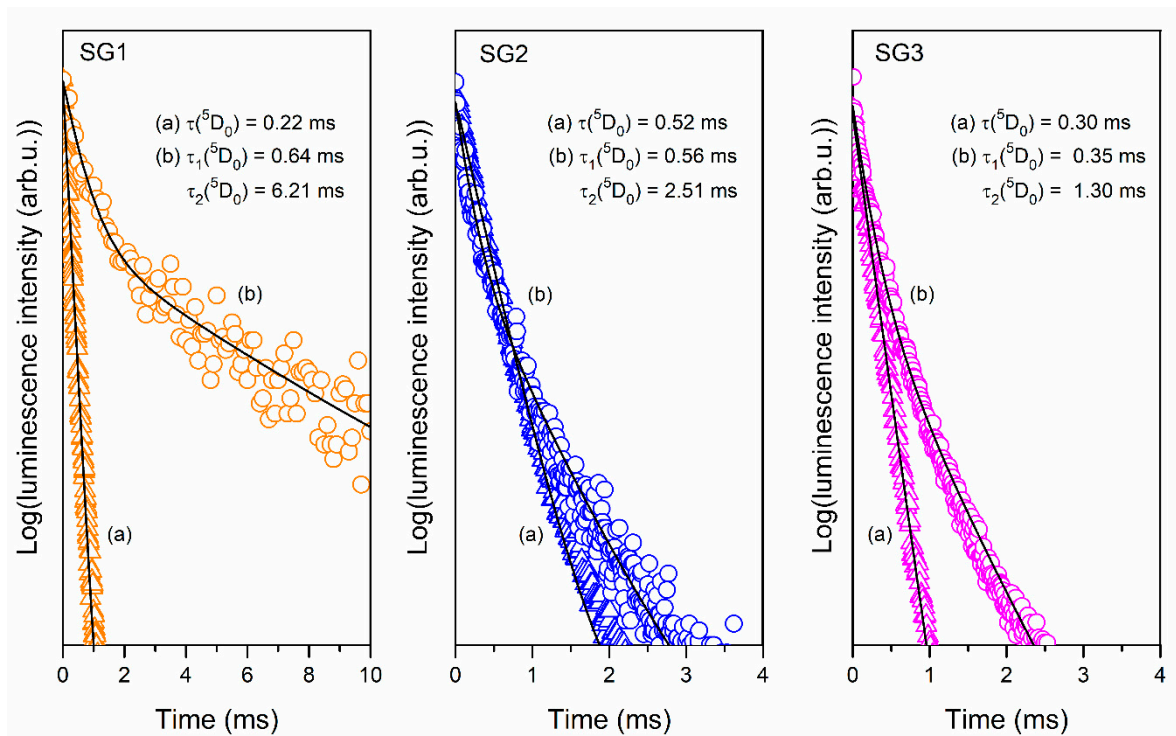 SG1
(a) τ(⁵D₀) = 0.22 ms
(b) τ₁(⁵D₀) = 0.64 ms
τ₂(⁵D₀) = 6.21 ms
(b)
(a)
Log(luminescence intensity (arb.u.))
0 2 4 6 8 10
Time (ms)
SG2
(a) τ(⁵D₀) = 0.52 ms
(b) τ₁(⁵D₀) = 0.56 ms
τ₂(⁵D₀) = 2.51 ms
(b)
(a)
Log(luminescence intensity (arb.u.))
0 1 2 3 4
Time (ms)
SG3
(a) τ(⁵D₀) = 0.30 ms
(b) τ₁(⁵D₀) = 0.35 ms
τ₂(⁵D₀) = 1.30 ms
(b)
(a)
Log(luminescence intensity (arb.u.))
0 1 2 3 4
Time (ms)